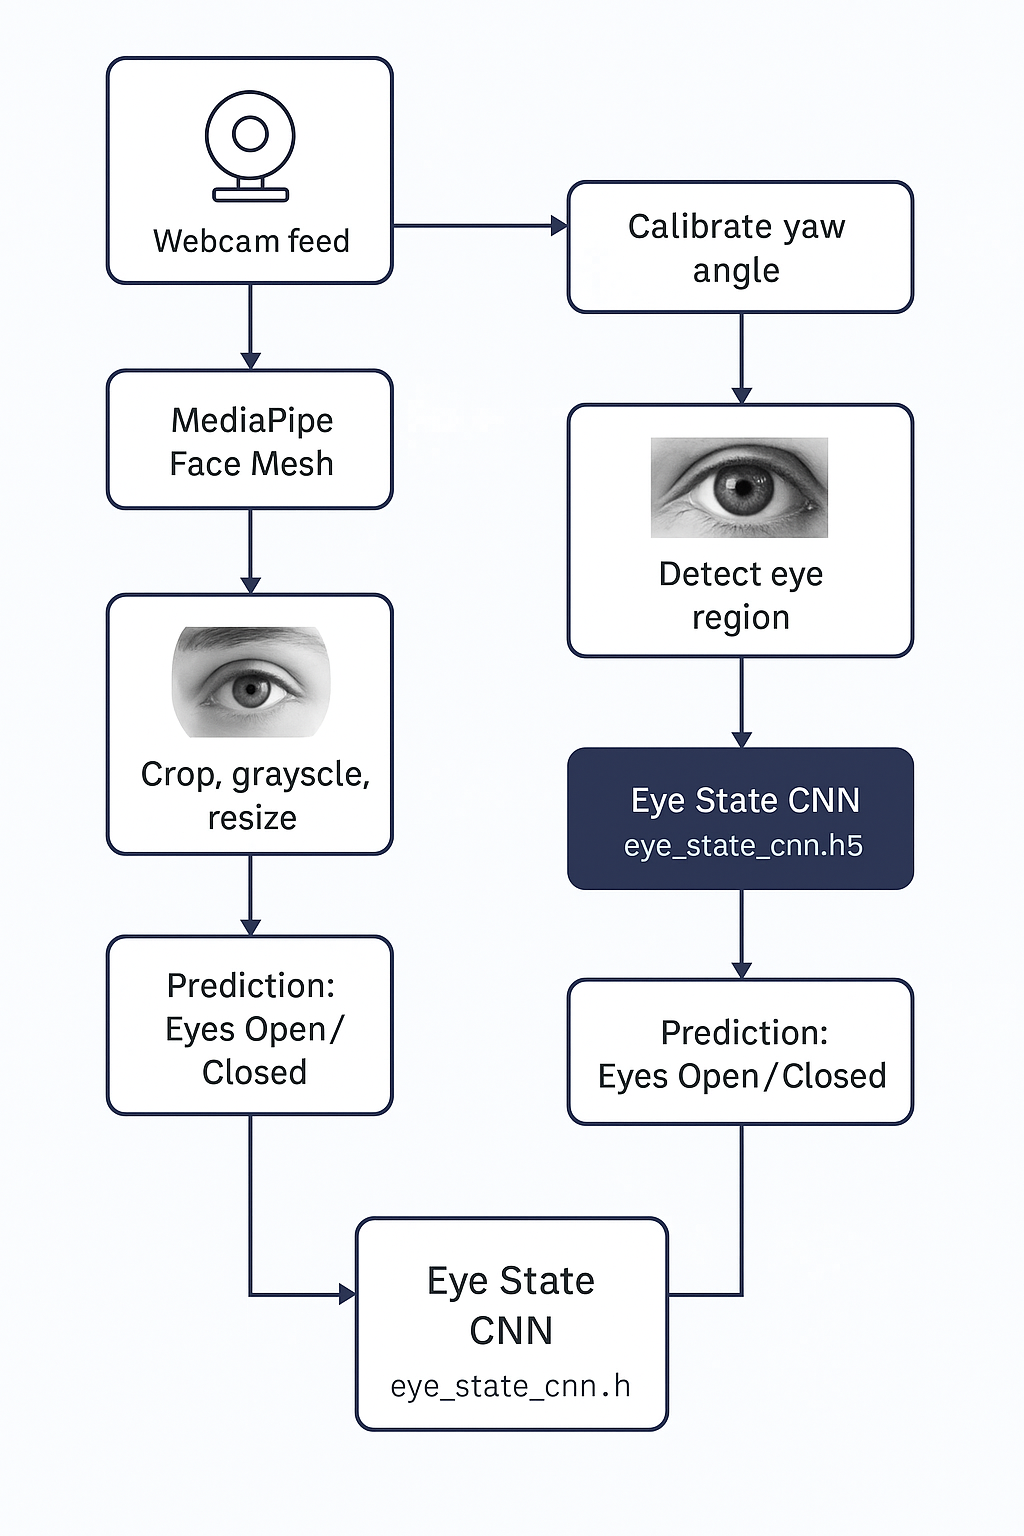 Webcam feed
MediaPipe
Face Mesh
Crop, grayscle,
resize
Prediction:
Eyes Open/
Closed
Calibrate yaw
angle
Detect eye
region
Eye State CNN
eye_state_cnn.h5
Prediction:
Eyes Open/Closed
Eye State
CNN
eye_state_cnn.h